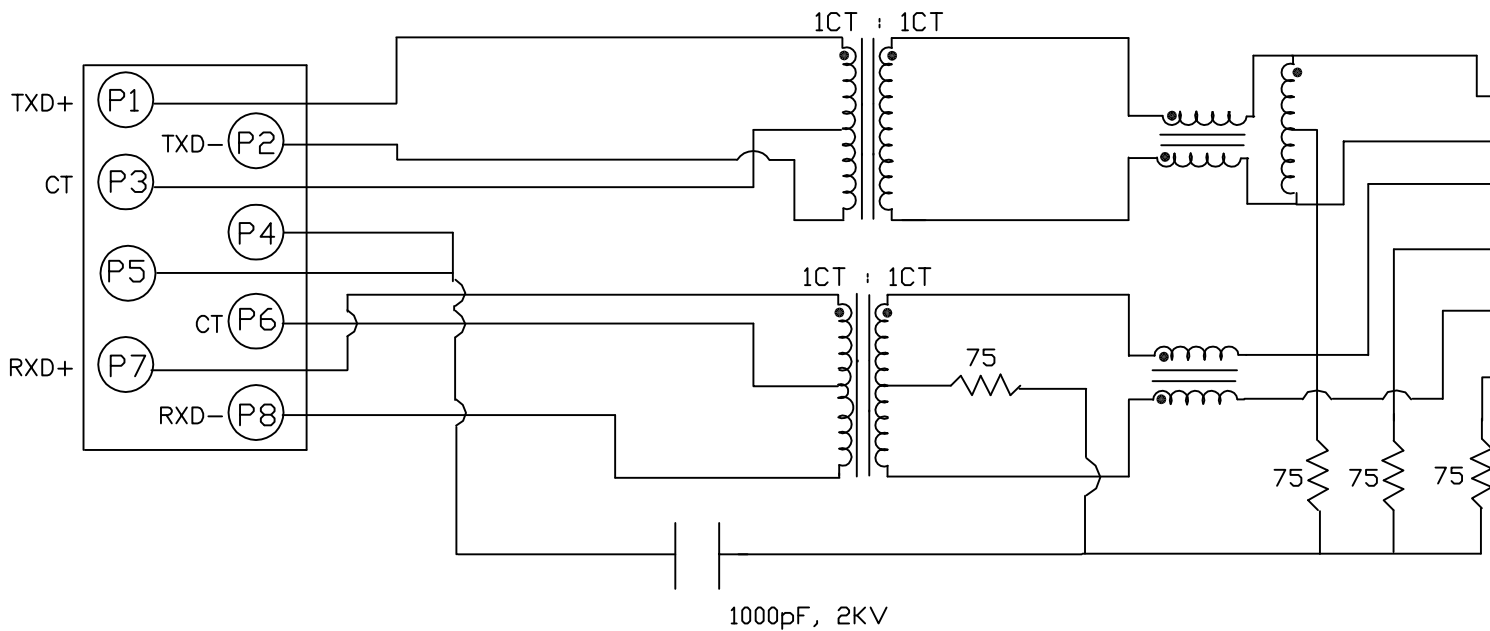 1CT : 1CT
TXD+ P1
TXD- P2
CT P3
P4
P5
1CT : 1CT
CT P6
RXD+ P7
75
RXD- P8
75 75 75
1000pF, 2KV